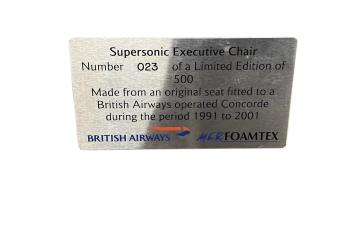 Supersonic Executive Chair
Number 023 of a Limited Edition of
500
Made from an original seat fitted to a
British Airways operated Concorde
during the period 1991 to 2001
BRITISH AIRWAYS FOAMTEX